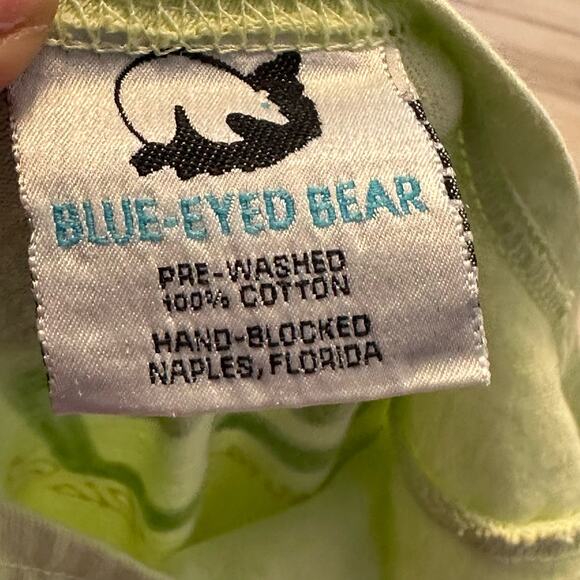 BLUE-EYED BEAR
PRE-WASHED
100% COTTON
HAND-BLOCKED
NAPLES, FLORIDA